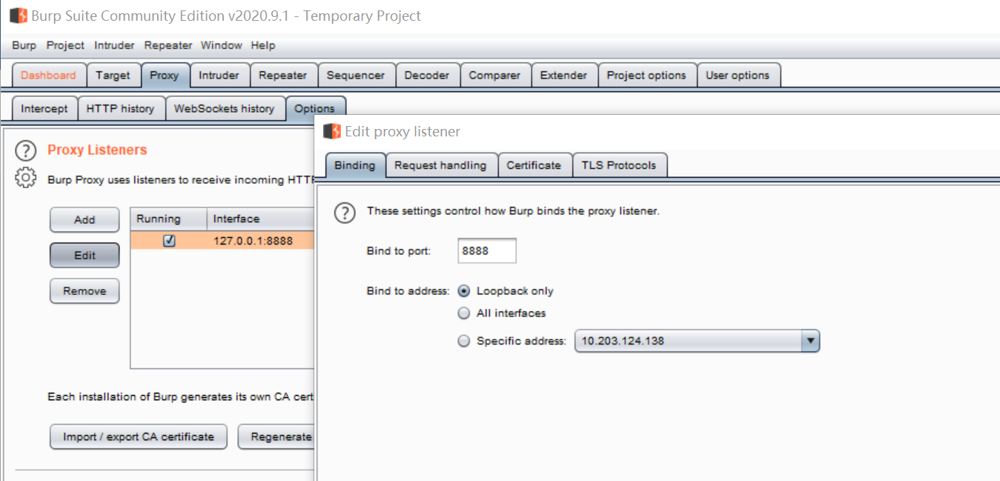 Burp Suite Community Edition v2020.9.1 - Temporary Project
Burp Project Intruder Repeater Window Help
Dashboard Target Proxy Intruder Repeater Sequencer Decoder Comparer Extender Project options User options
Intercept HTTP history WebSockets history Options
Edit proxy listener
Proxy Listeners
Binding Request handling Certificate TLS Protocols
Burp Proxy uses listeners to receive incoming HTT
These settings control how Burp binds the proxy listener.
Add
Running Interface
127.0.0.1:8888
Edit
Bind to port: 8888
Remove
Bind to address: Loopback only
All interfaces
Specific address: 10.203.124.138
Each installation of Burp generates its own CA cert
Import / export CA certificate Regenerate